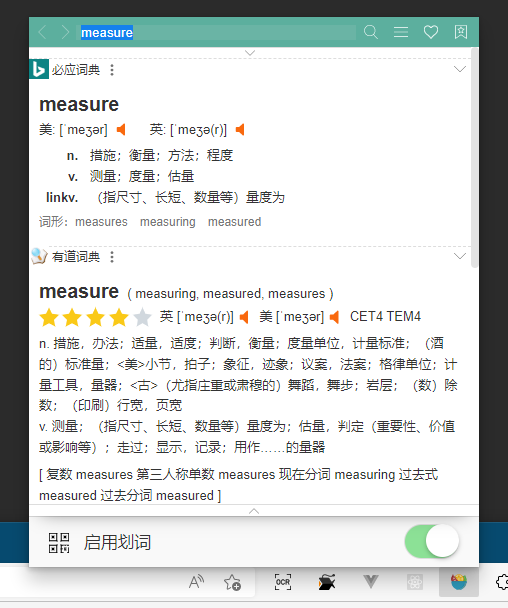 measure
必应词典
measure
美: [ˈmeʒər] 英: [ˈmeʒə(r)]
n. 措施；衡量；方法；程度
v. 测量；度量；估量
linkv. （指尺寸、长短、数量等）量度为
词形: measures measuring measured
有道词典
measure ( measuring, measured, measures )
英 [ˈmeʒə(r)] 美 [ˈmeʒər] CET4 TEM4
n. 措施，办法；适量，适度；判断，衡量；度量单位，计量标准；（酒
的）标准量；<美>小节，拍子；象征，迹象；议案，法案；格律单位；计
量工具，量器；<古>（尤指庄重或肃穆的）舞蹈，舞步；岩层；（数）除
数；（印刷）行宽，页宽
v. 测量；（指尺寸、长短、数量等）量度为；估量，判定（重要性、价值
或影响等）；走过；显示，记录；用作……的量器
[ 复数 measures 第三人称单数 measures 现在分词 measuring 过去式
measured 过去分词 measured ]
启用划词
OCR